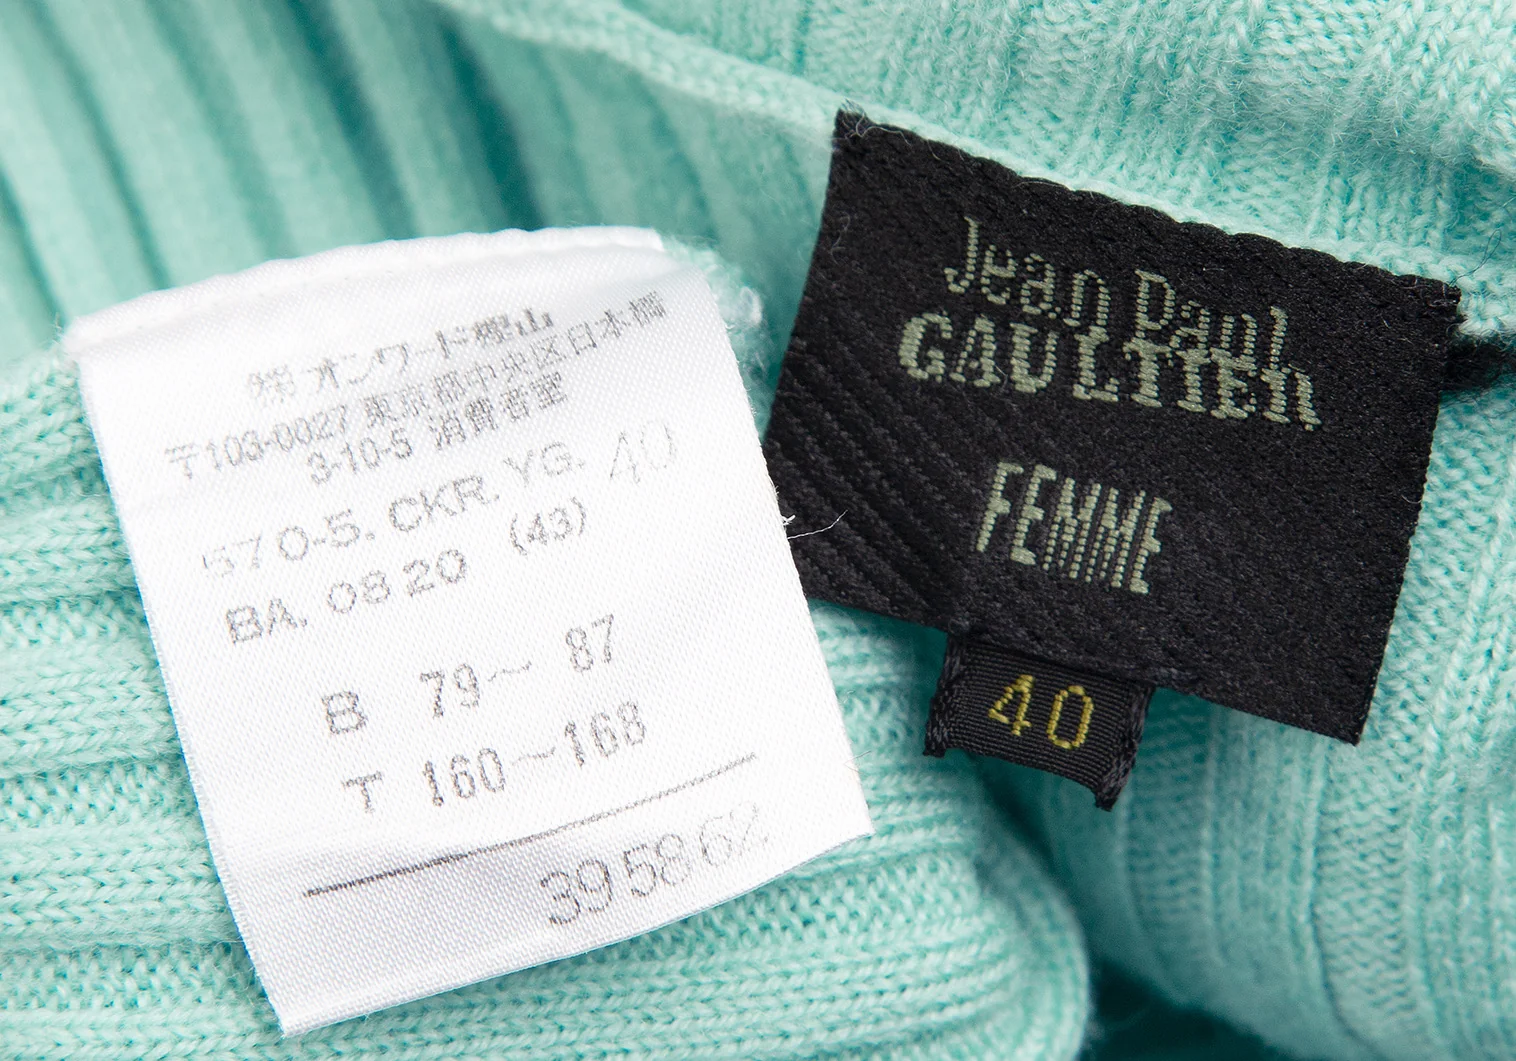 ㈱オンワード樫山
〒103-0027 東京都中央区日本橋
3-10-5 消費者室
570-5. CKR. YG. 40
BA. 0820 (43)
B 79～87
T 160～168
395862
Jean Paul
GAULTIER
FEMME
40